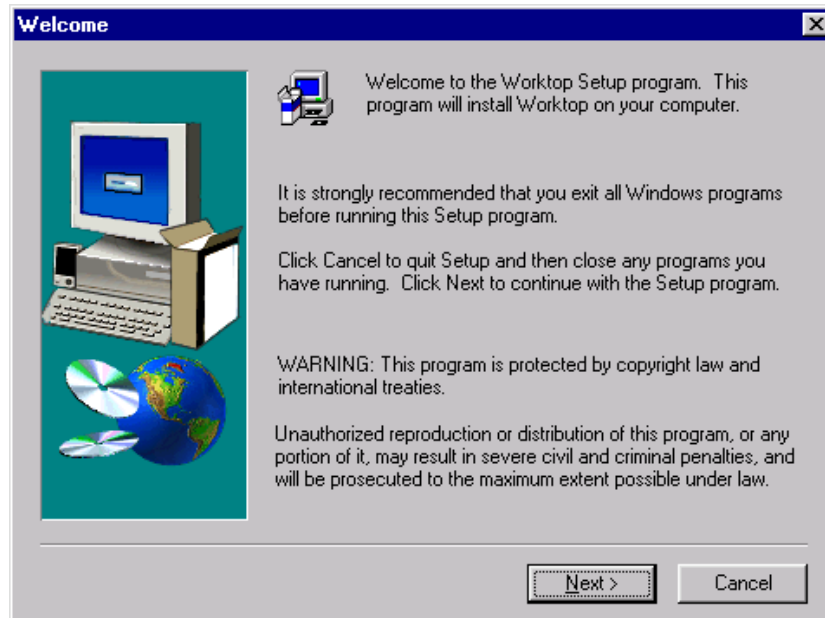 Welcome
Welcome to the Worktop Setup program. This
program will install Worktop on your computer.
It is strongly recommended that you exit all Windows programs
before running this Setup program.
Click Cancel to quit Setup and then close any programs you
have running. Click Next to continue with the Setup program.
WARNING: This program is protected by copyright law and
international treaties.
Unauthorized reproduction or distribution of this program, or any
portion of it, may result in severe civil and criminal penalties, and
will be prosecuted to the maximum extent possible under law.
Next >
Cancel